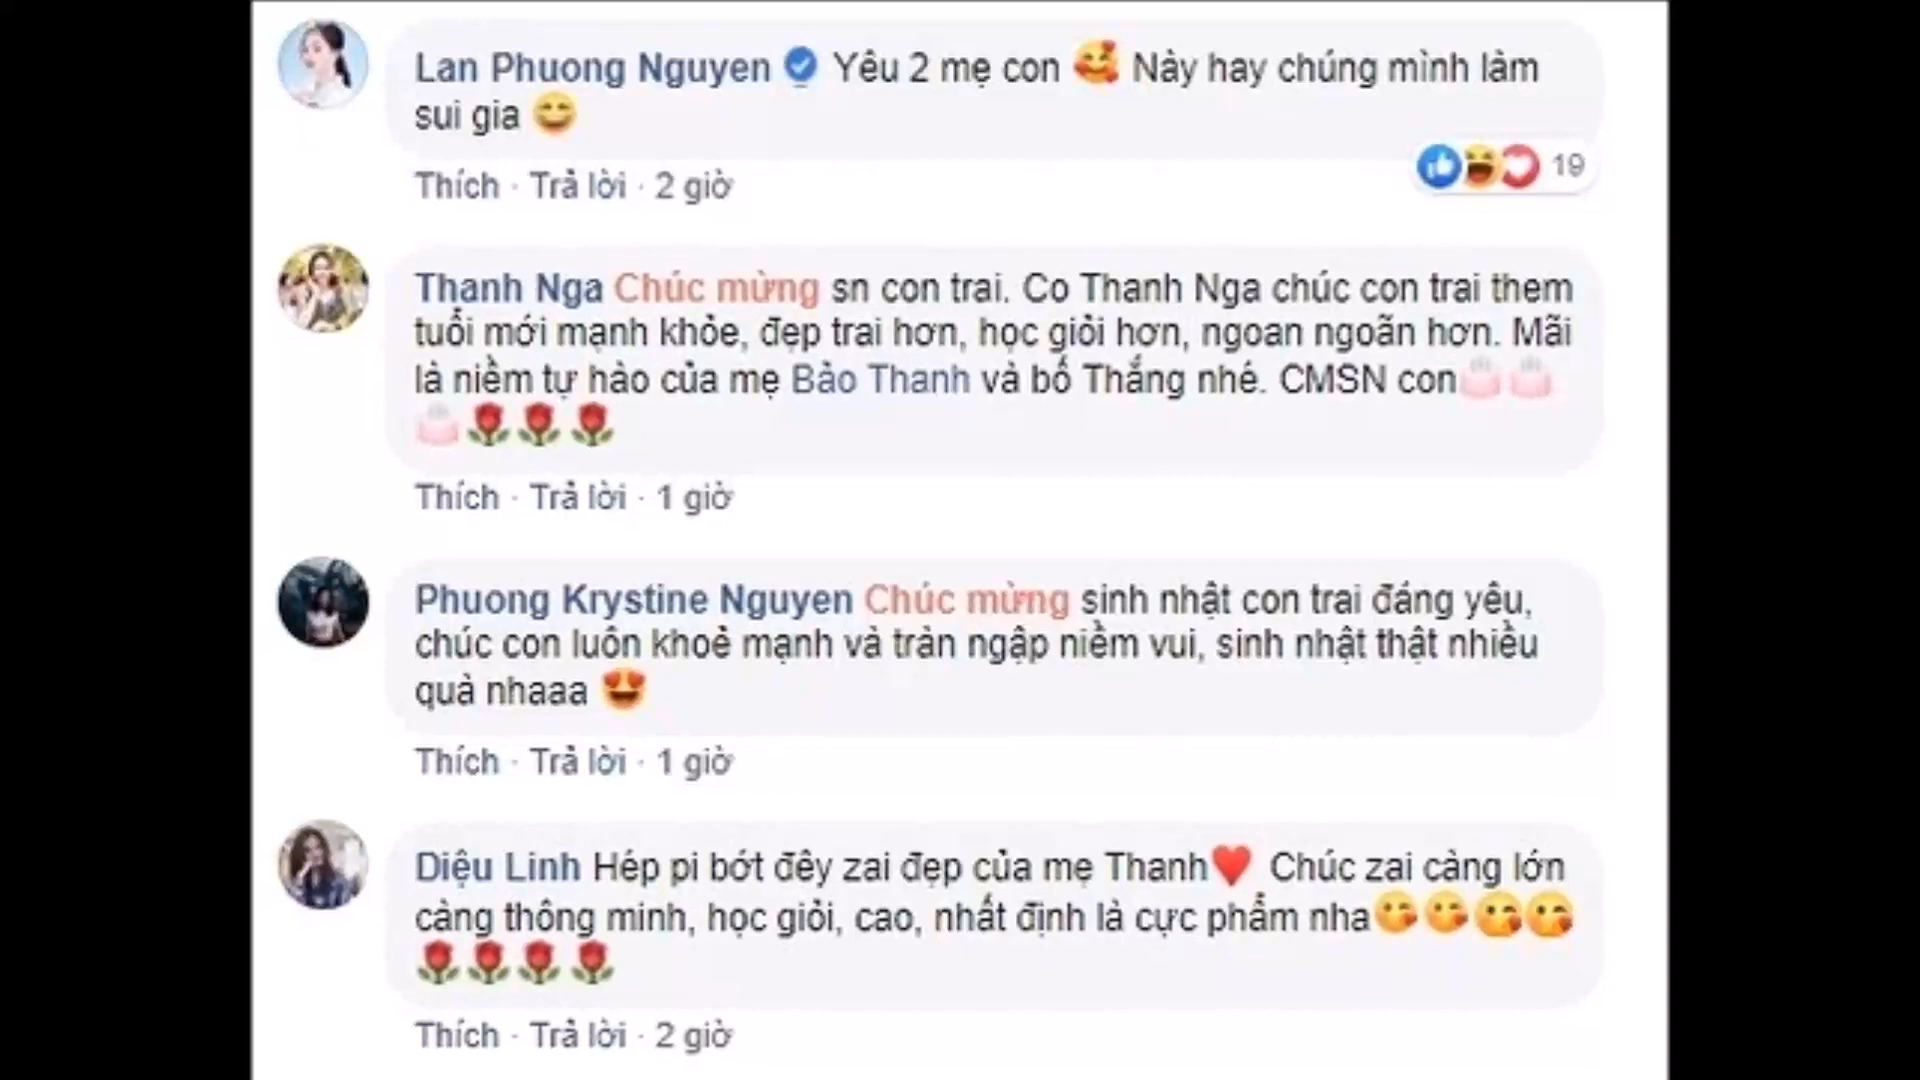 Lan Phuong Nguyen Yêu 2 mẹ con 🥰 Này hay chúng mình làm
sui gia 😄
19
Thích · Trả lời · 2 giờ
Thanh Nga Chúc mừng sn con trai. Co Thanh Nga chúc con trai them
tuổi mới mạnh khỏe, đẹp trai hơn, học giỏi hơn, ngoan ngoãn hơn. Mãi
là niềm tự hào của mẹ Bảo Thanh và bố Thắng nhé. CMSN con🎂🎂
🎂🌹🌹🌹
Thích · Trả lời · 1 giờ
Phuong Krystine Nguyen Chúc mừng sinh nhật con trai đáng yêu,
chúc con luôn khoẻ mạnh và tràn ngập niềm vui, sinh nhật thật nhiều
quà nhaaa 😍
Thích · Trả lời · 1 giờ
Diệu Linh Hép pi bớt đêy zai đẹp của mẹ Thanh❤️ Chúc zai càng lớn
càng thông minh, học giỏi, cao, nhất định là cực phẩm nha😘😘😘😘
🌹🌹🌹🌹
Thích · Trả lời · 2 giờ